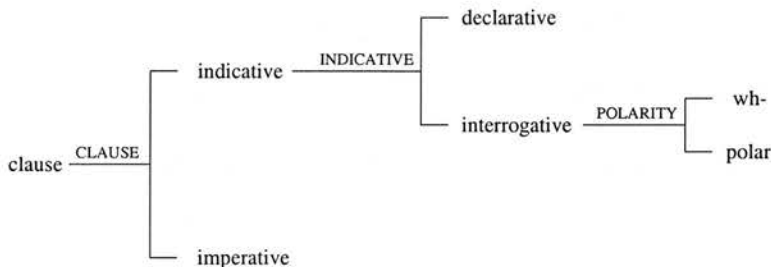 declarative
indicative INDICATIVE
interrogative POLARITY wh-
polar
clause CLAUSE
imperative